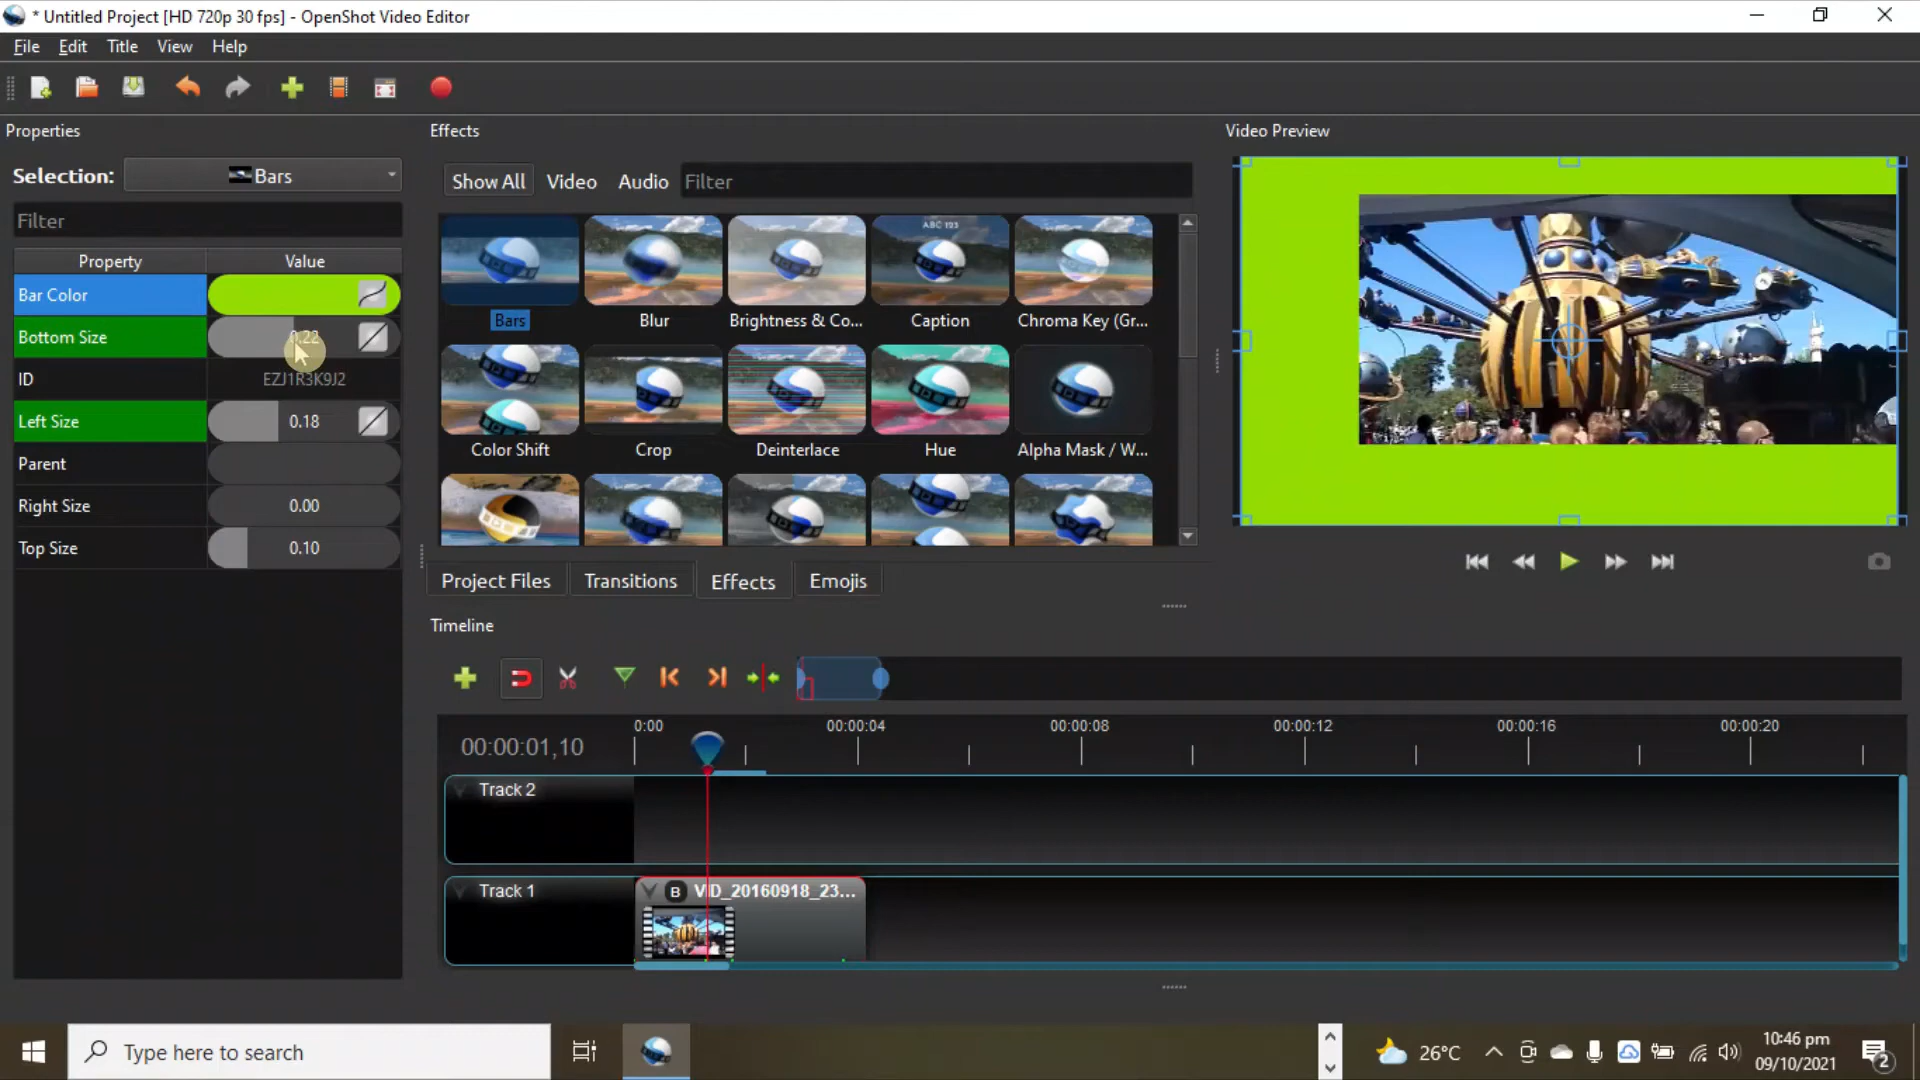 * Untitled Project [HD 720p 30 fps] - OpenShot Video Editor
File Edit Title View Help
Properties
Effects
Video Preview
Selection: Bars
Show All Video Audio Filter
Filter
Property Value
Bar Color
Bottom Size 0.22
ID EZJ1R3K9J2
Left Size 0.18
Parent
Right Size 0.00
Top Size 0.10
ABC 123
Bars Blur Brightness & Co... Caption Chroma Key (Gr...
Color Shift Crop Deinterlace Hue Alpha Mask / W...
Project Files Transitions Effects Emojis
Timeline
0:00 00:00:04 00:00:08 00:00:12 00:00:16 00:00:20
00:00:01,10
Track 2
Track 1
B VID_20160918_23...
Type here to search
26°C
10:46 pm
09/10/2021
2